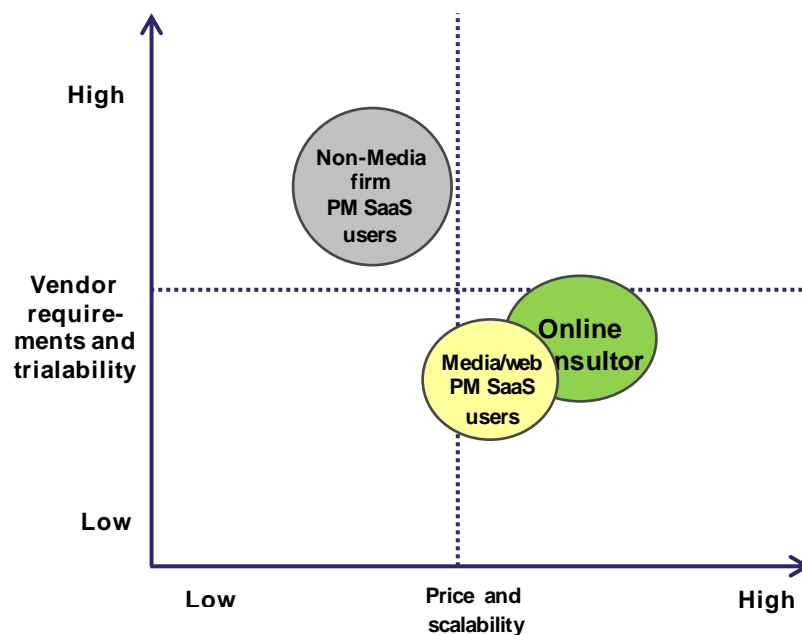 High
Non-Media
firm
PM SaaS
users
Vendor
require-
ments and
trialability
Online
nsultor
Media/web
PM SaaS
users
Low
Low
Price and
scalability
High